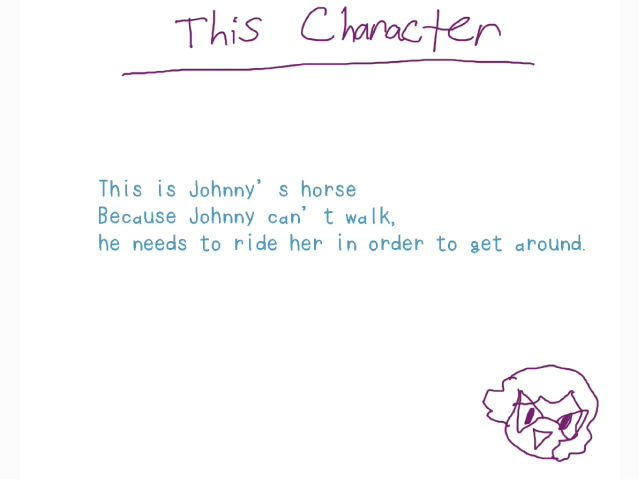 This Character
This is Johnny’s horse
Because Johnny can’t walk,
he needs to ride her in order to get around.